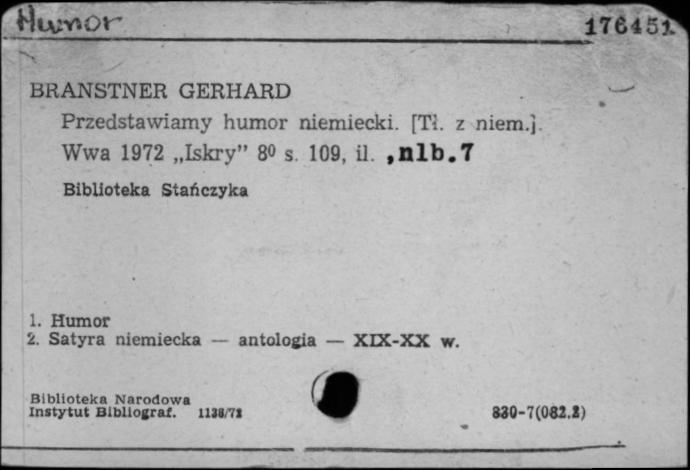 Humor 176451
BRANSTNER GERHARD
Przedstawiamy humor niemiecki. [Tł. z niem.].
Wwa 1972 „Iskry” 8⁰ s. 109, il. ,nlb.7
Biblioteka Stańczyka
1. Humor
2. Satyra niemiecka — antologia — XIX-XX w.
Biblioteka Narodowa
Instytut Bibliograf. 1138/72 830-7(082.2)